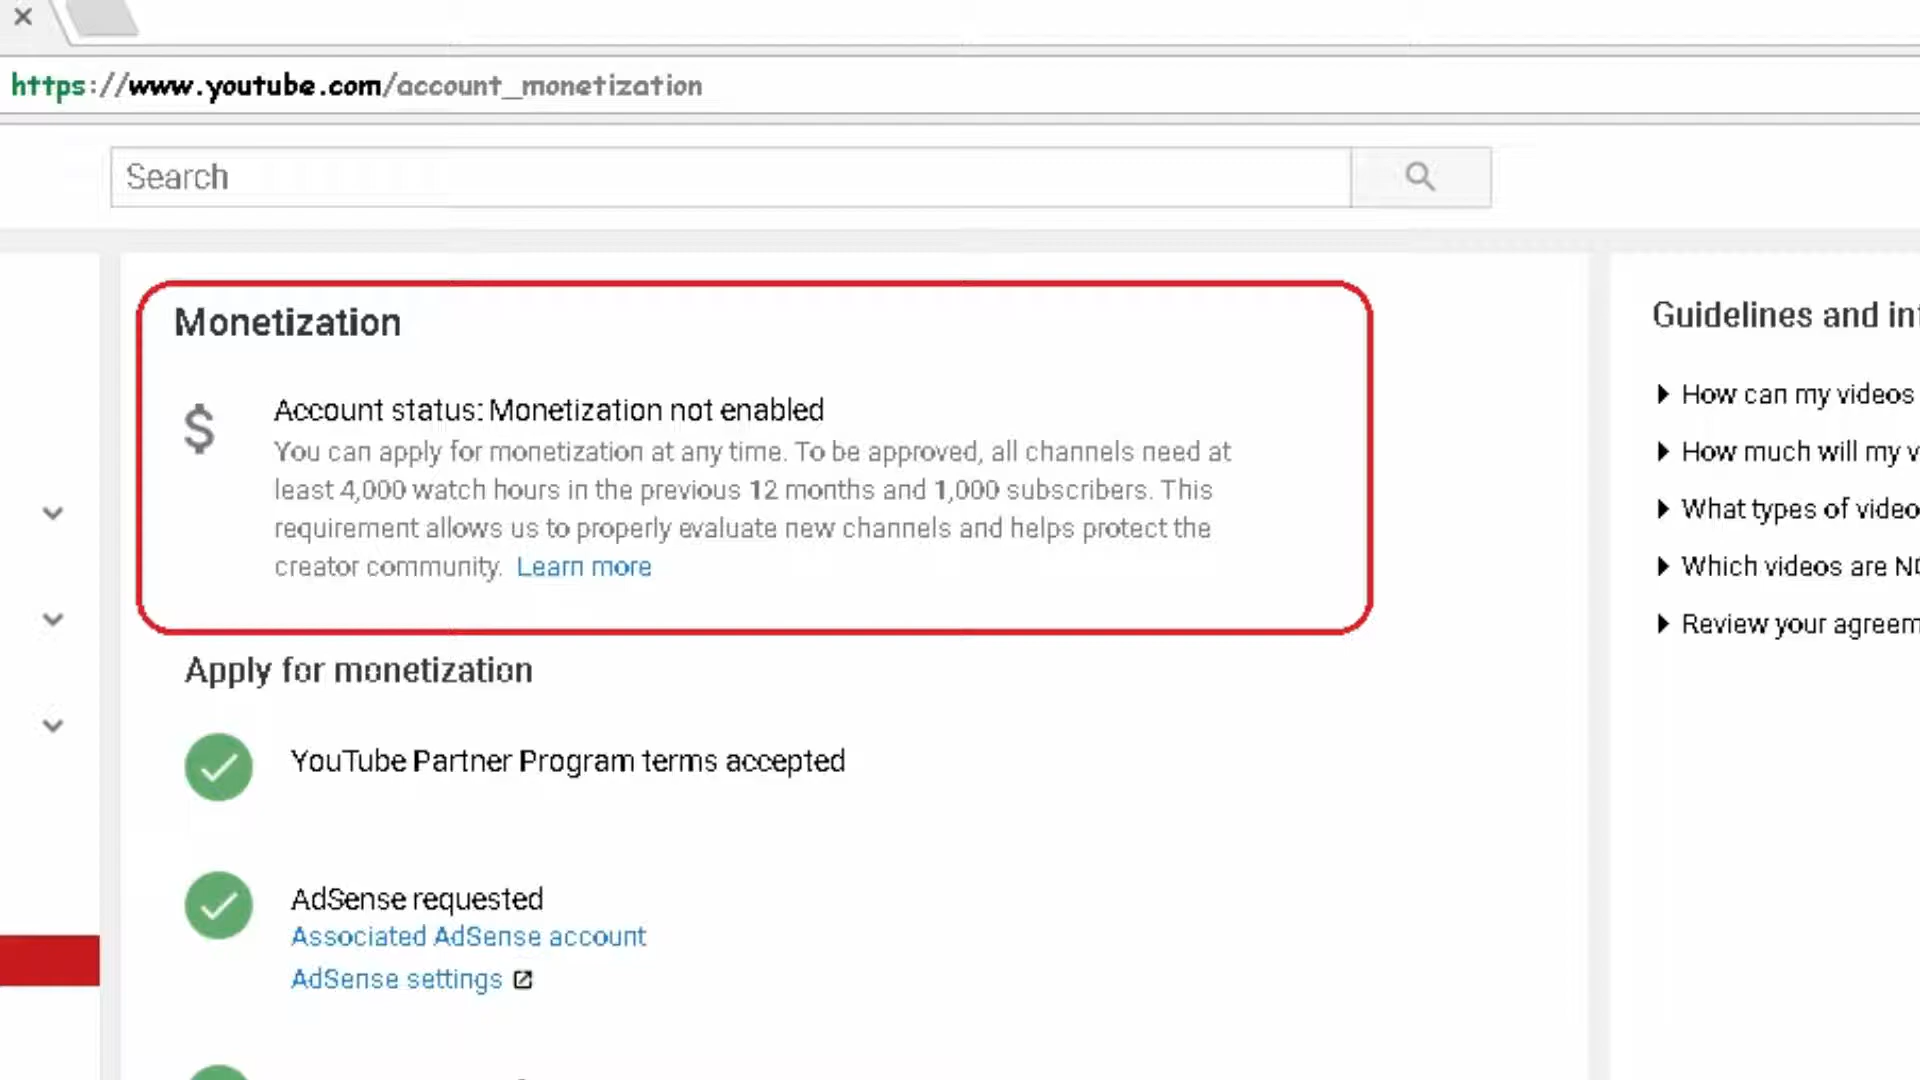 https://www.youtube.com/account_monetization
Search
Monetization
$
Account status: Monetization not enabled
You can apply for monetization at any time. To be approved, all channels need at
least 4,000 watch hours in the previous 12 months and 1,000 subscribers. This
requirement allows us to properly evaluate new channels and helps protect the
creator community. Learn more
Apply for monetization
YouTube Partner Program terms accepted
AdSense requested
Associated AdSense account
AdSense settings
Guidelines and
How can my videos
How much will my
What types of
Which videos are
Review your